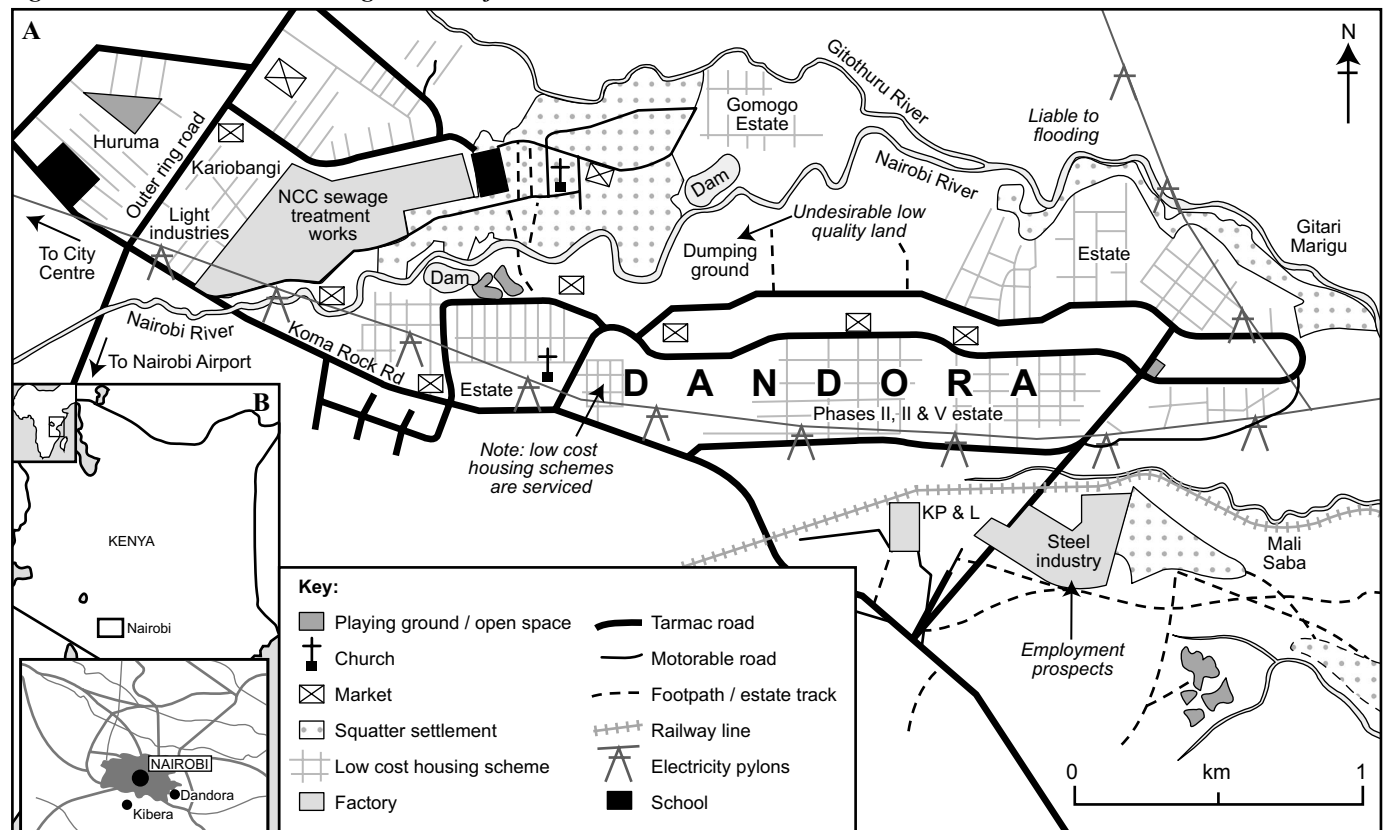 A
N
Gitothuru River
Gomogo
Estate
Liable to
flooding
Huruma
Outer ring road
Kariobangi
Nairobi River
NCC sewage
treatment
works
Dam
Light
industries
Undesirable low
quality land
Gitari
Marigu
To City
Centre
Dumping
ground
Estate
Dam
Nairobi River
Koma Rock Rd
To Nairobi Airport
Estate
DANDORA
Phases II, II & V estate
Note: low cost
housing schemes
are serviced
B
KENYA
Nairobi
KP & L
Steel
industry
Mali
Saba
Employment
prospects
Key:
Playing ground / open space
Church
Market
Squatter settlement
Low cost housing scheme
Factory
Tarmac road
Motorable road
Footpath / estate track
Railway line
Electricity pylons
School
NAIROBI
Dandora
Kibera
0 km 1